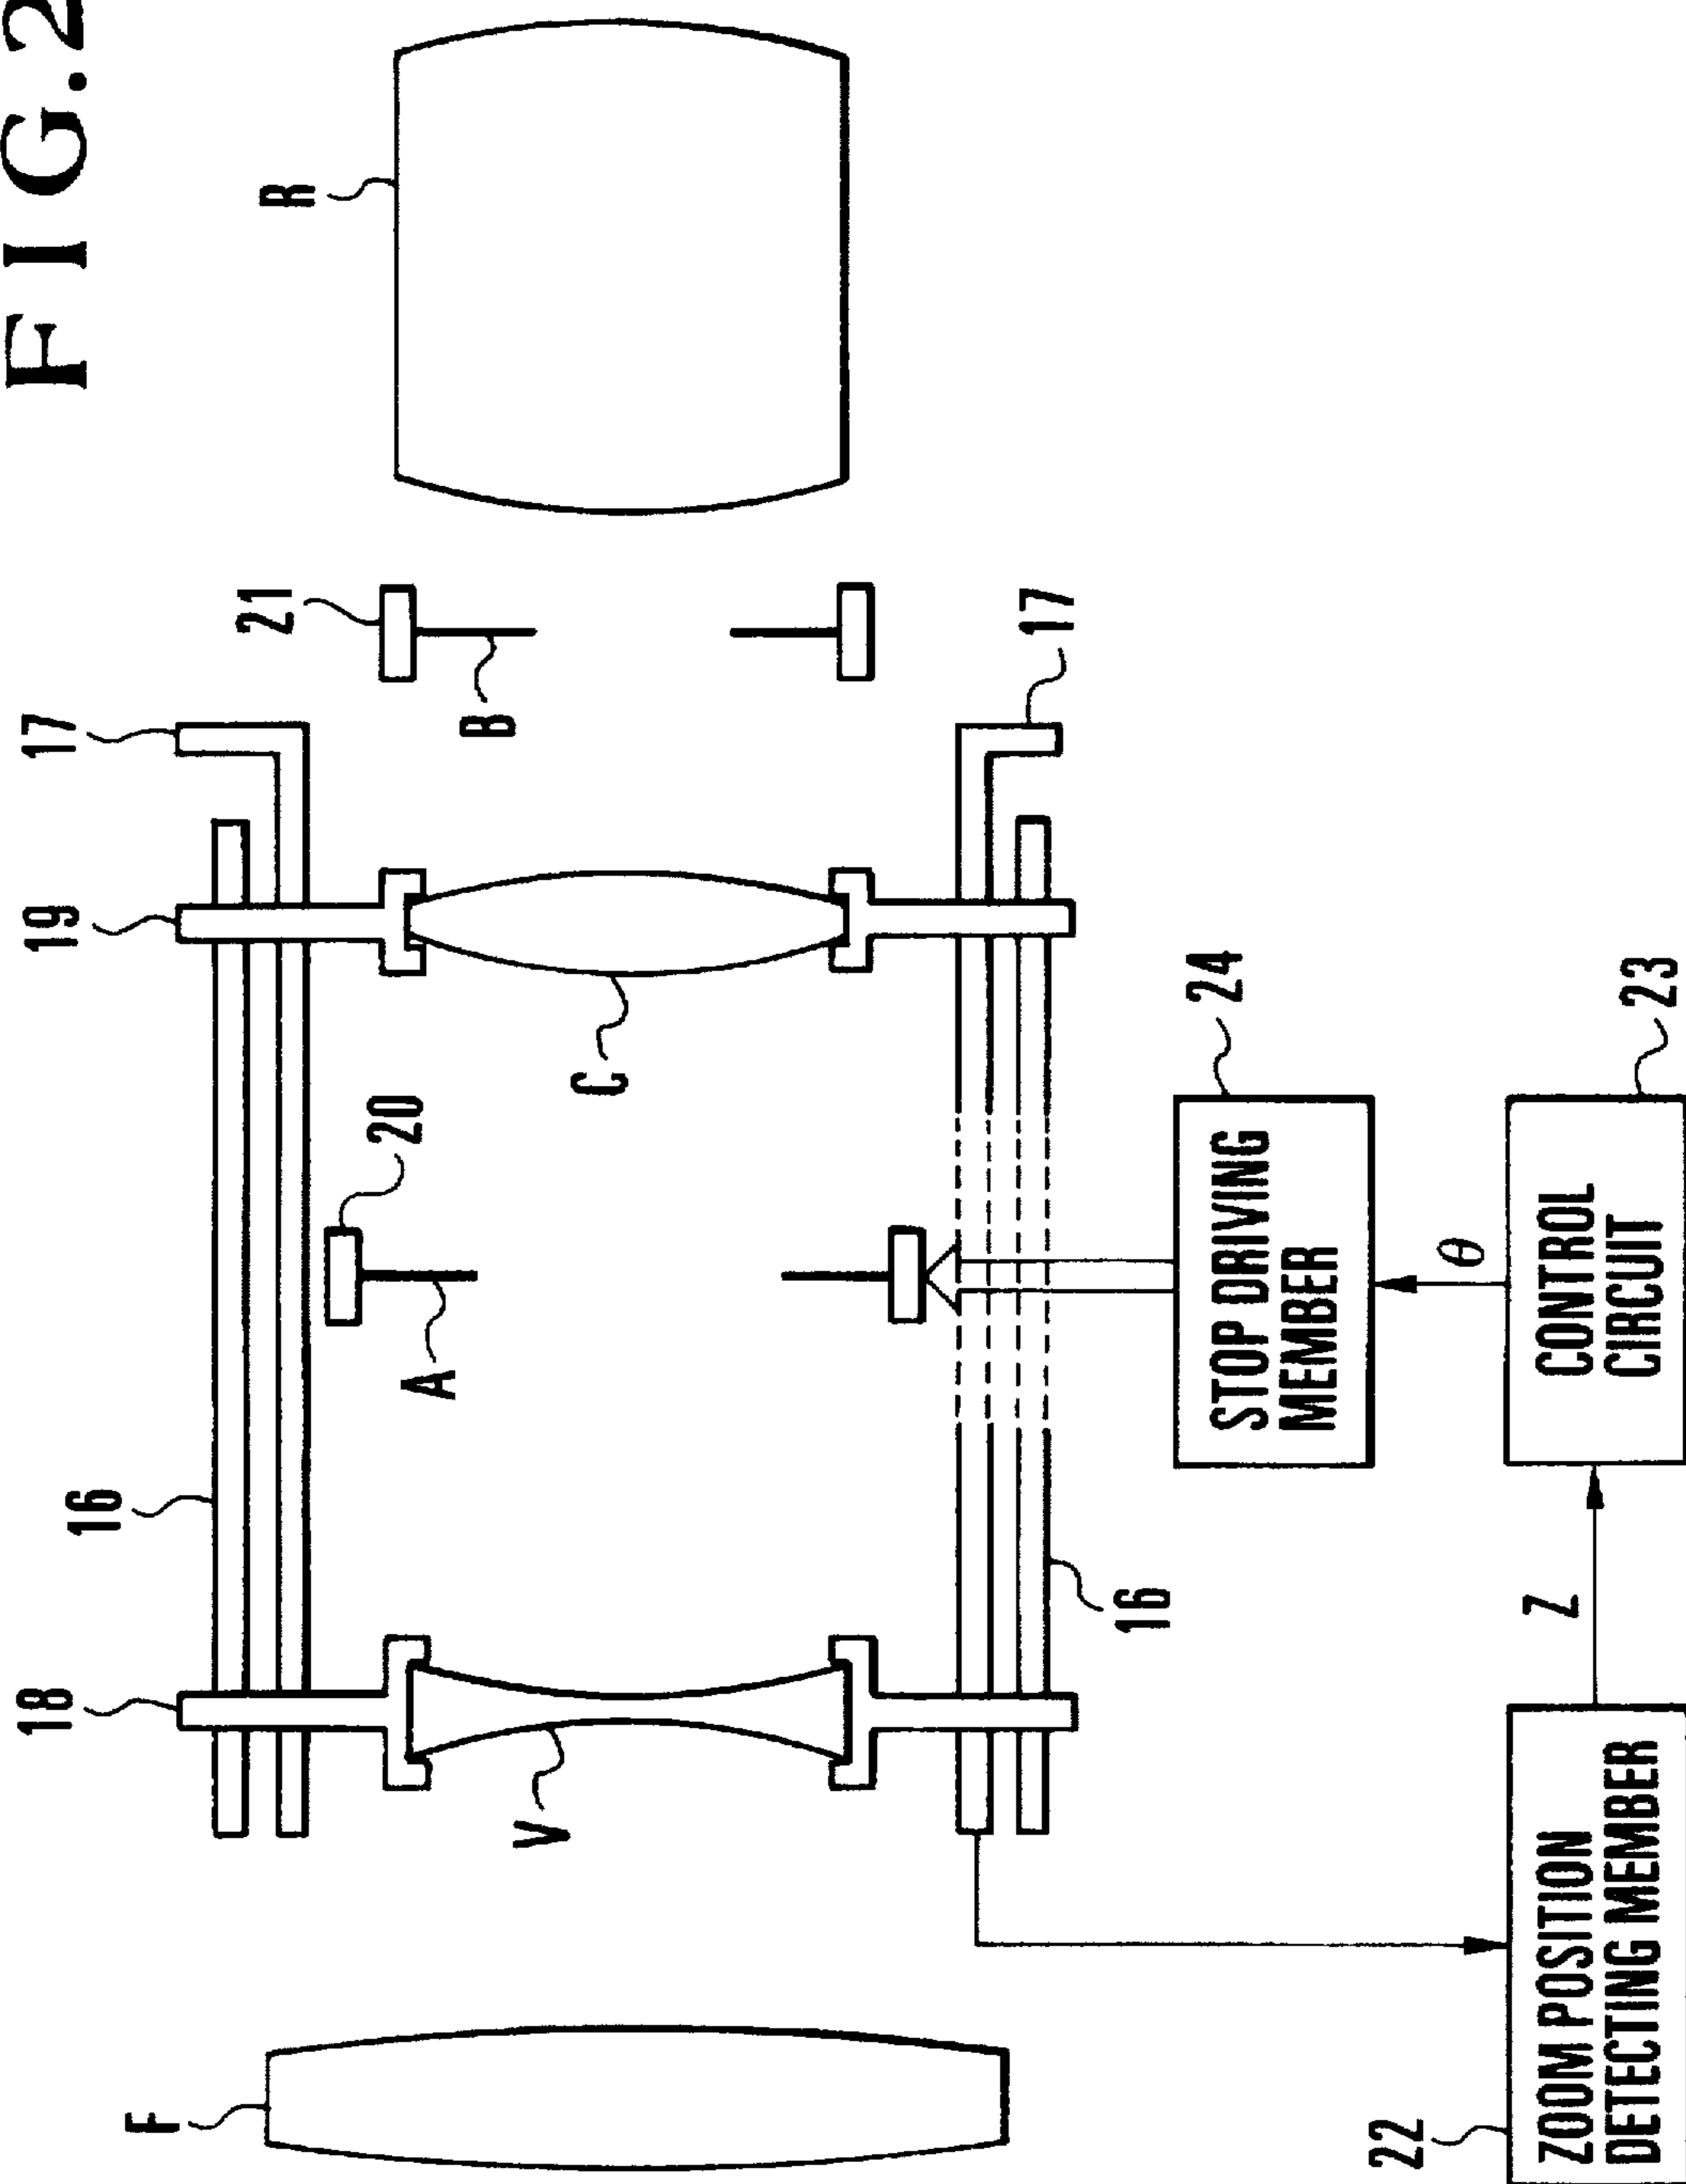 FIG.2
17
19
16
18
21
R
20
F
B
C
A
V
17
16
24
STOP DRIVING
MEMBER
θ
23
CONTROL
CIRCUIT
Z
22
ZOOM POSITION
DETECTING MEMBER